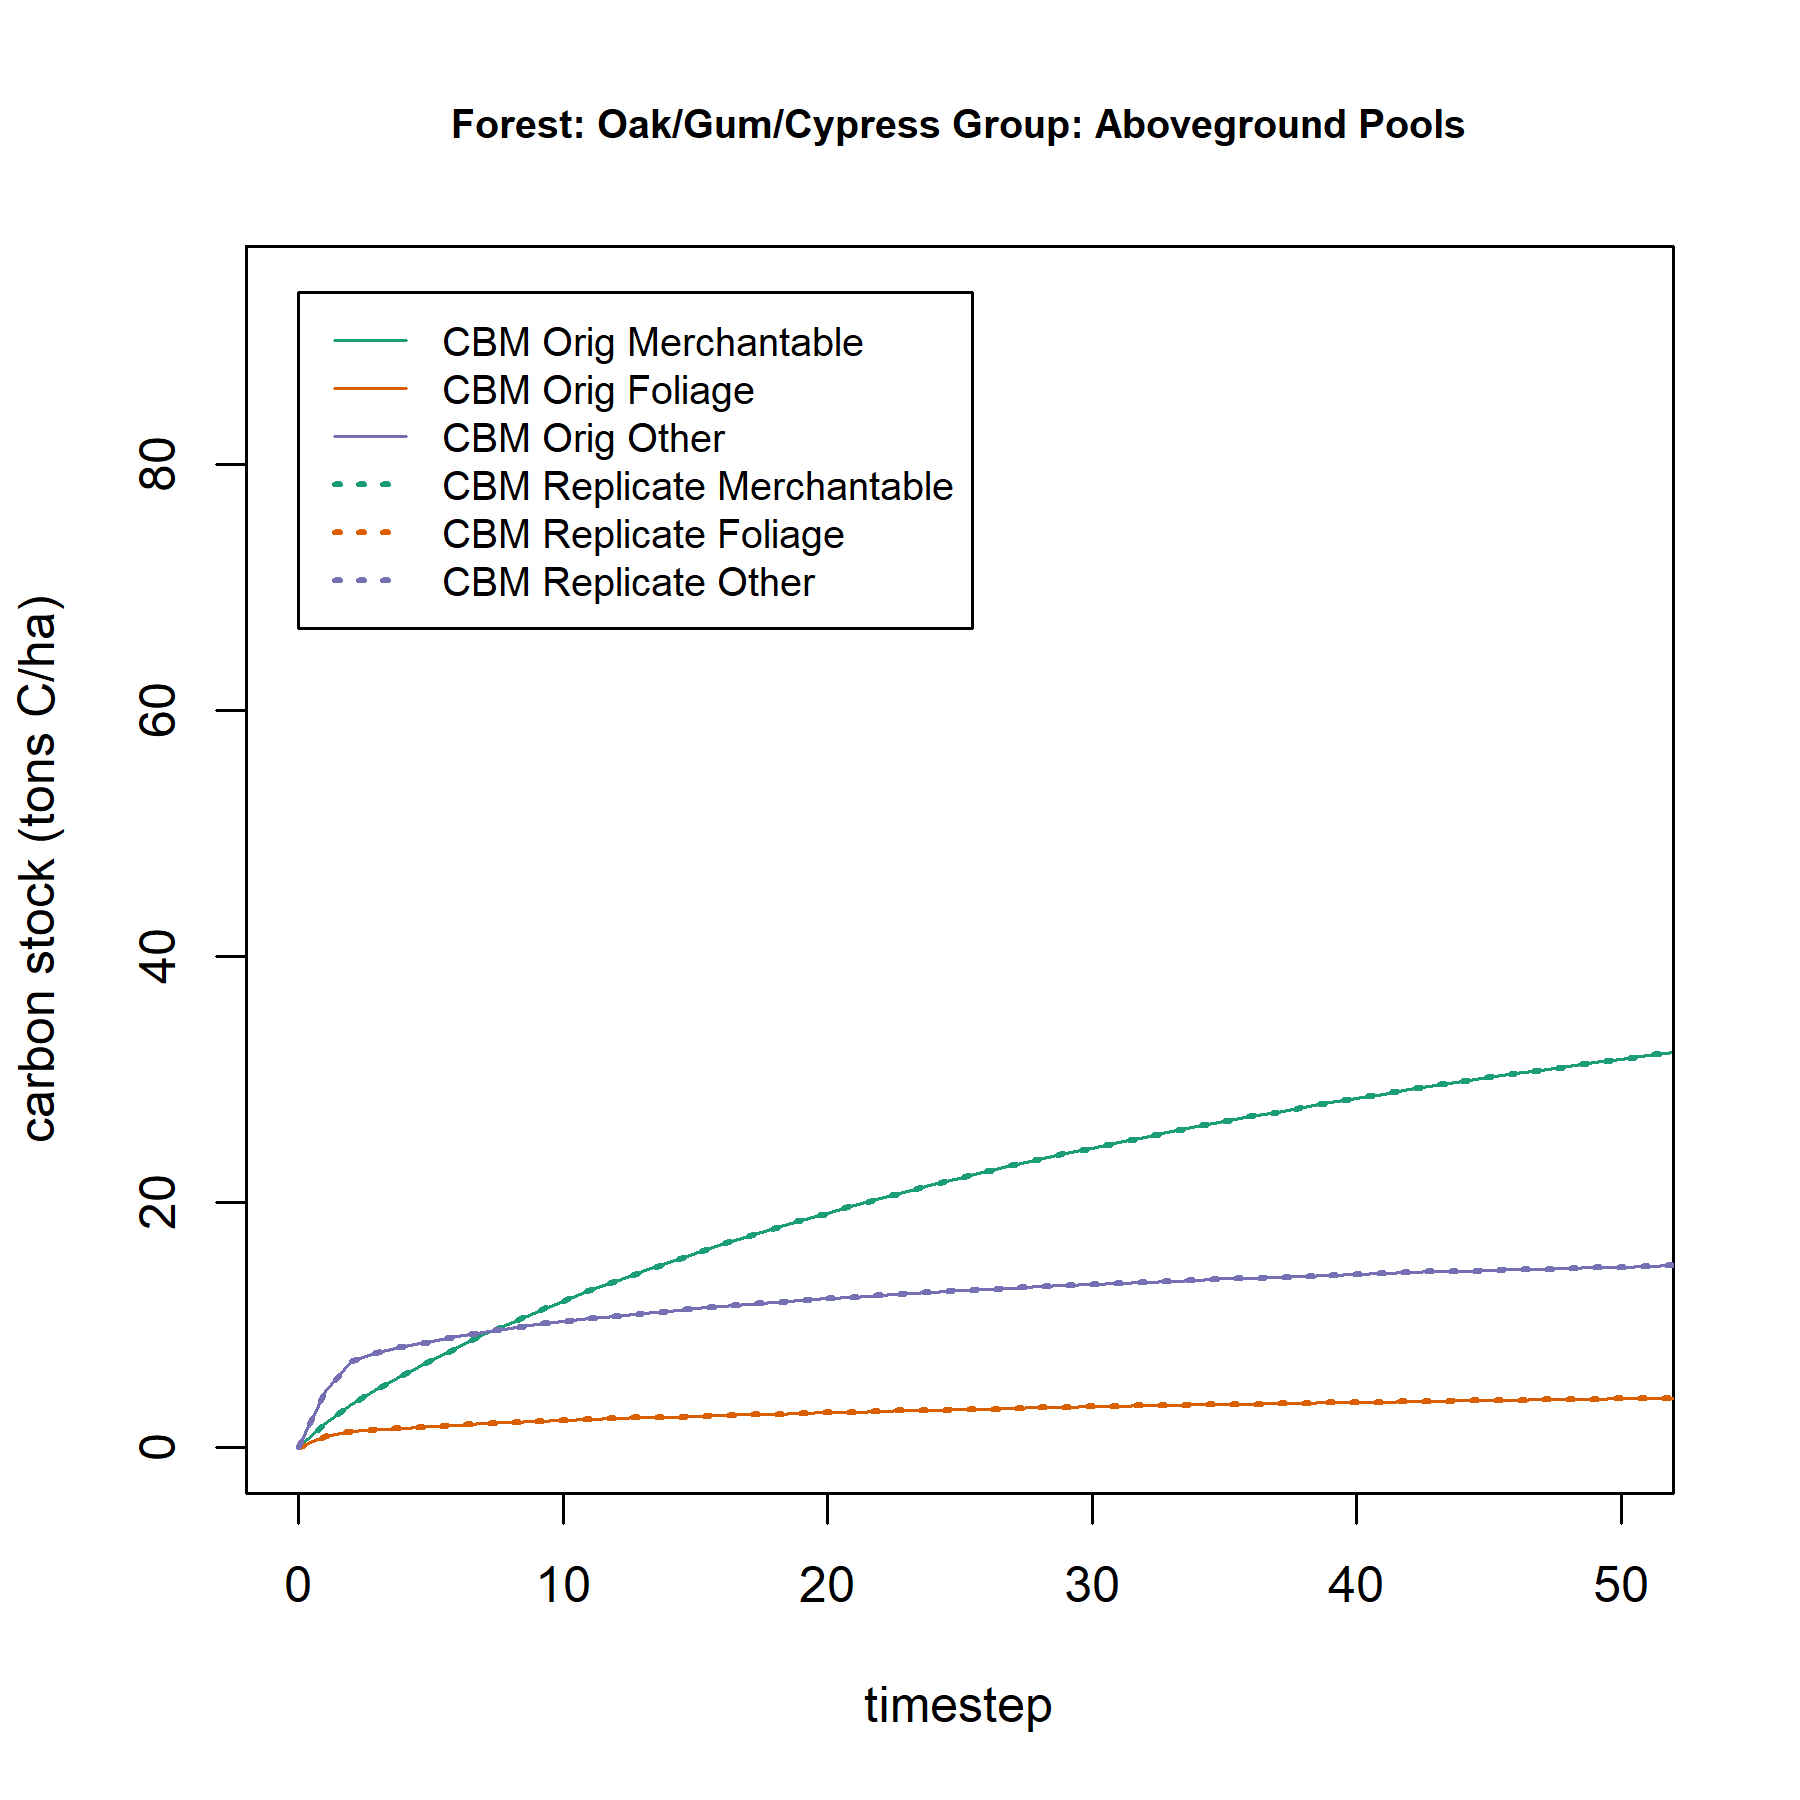 Forest: Oak/Gum/Cypress Group: Aboveground Pools
CBM Orig Merchantable
CBM Orig Foliage
CBM Orig Other
CBM Replicate Merchantable
CBM Replicate Foliage
CBM Replicate Other
carbon stock (tons C/ha)
80
60
40
20
0
0 10 20 30 40 50
timestep